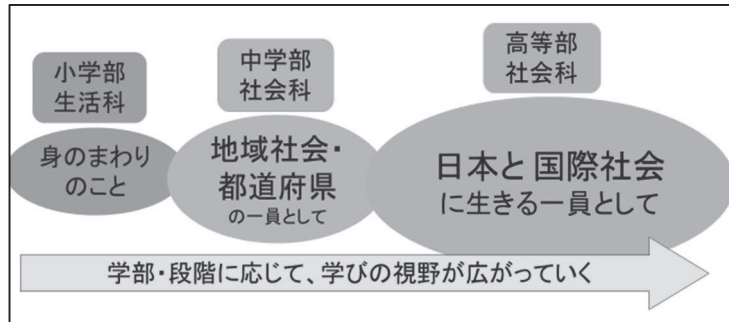 小学部
生活科
身のまわり
のこと
中学部
社会科
地域社会・
都道府県
の一員として
高等部
社会科
日本と国際社会
に生きる一員として
学部・段階に応じて、学びの視野が広がっていく